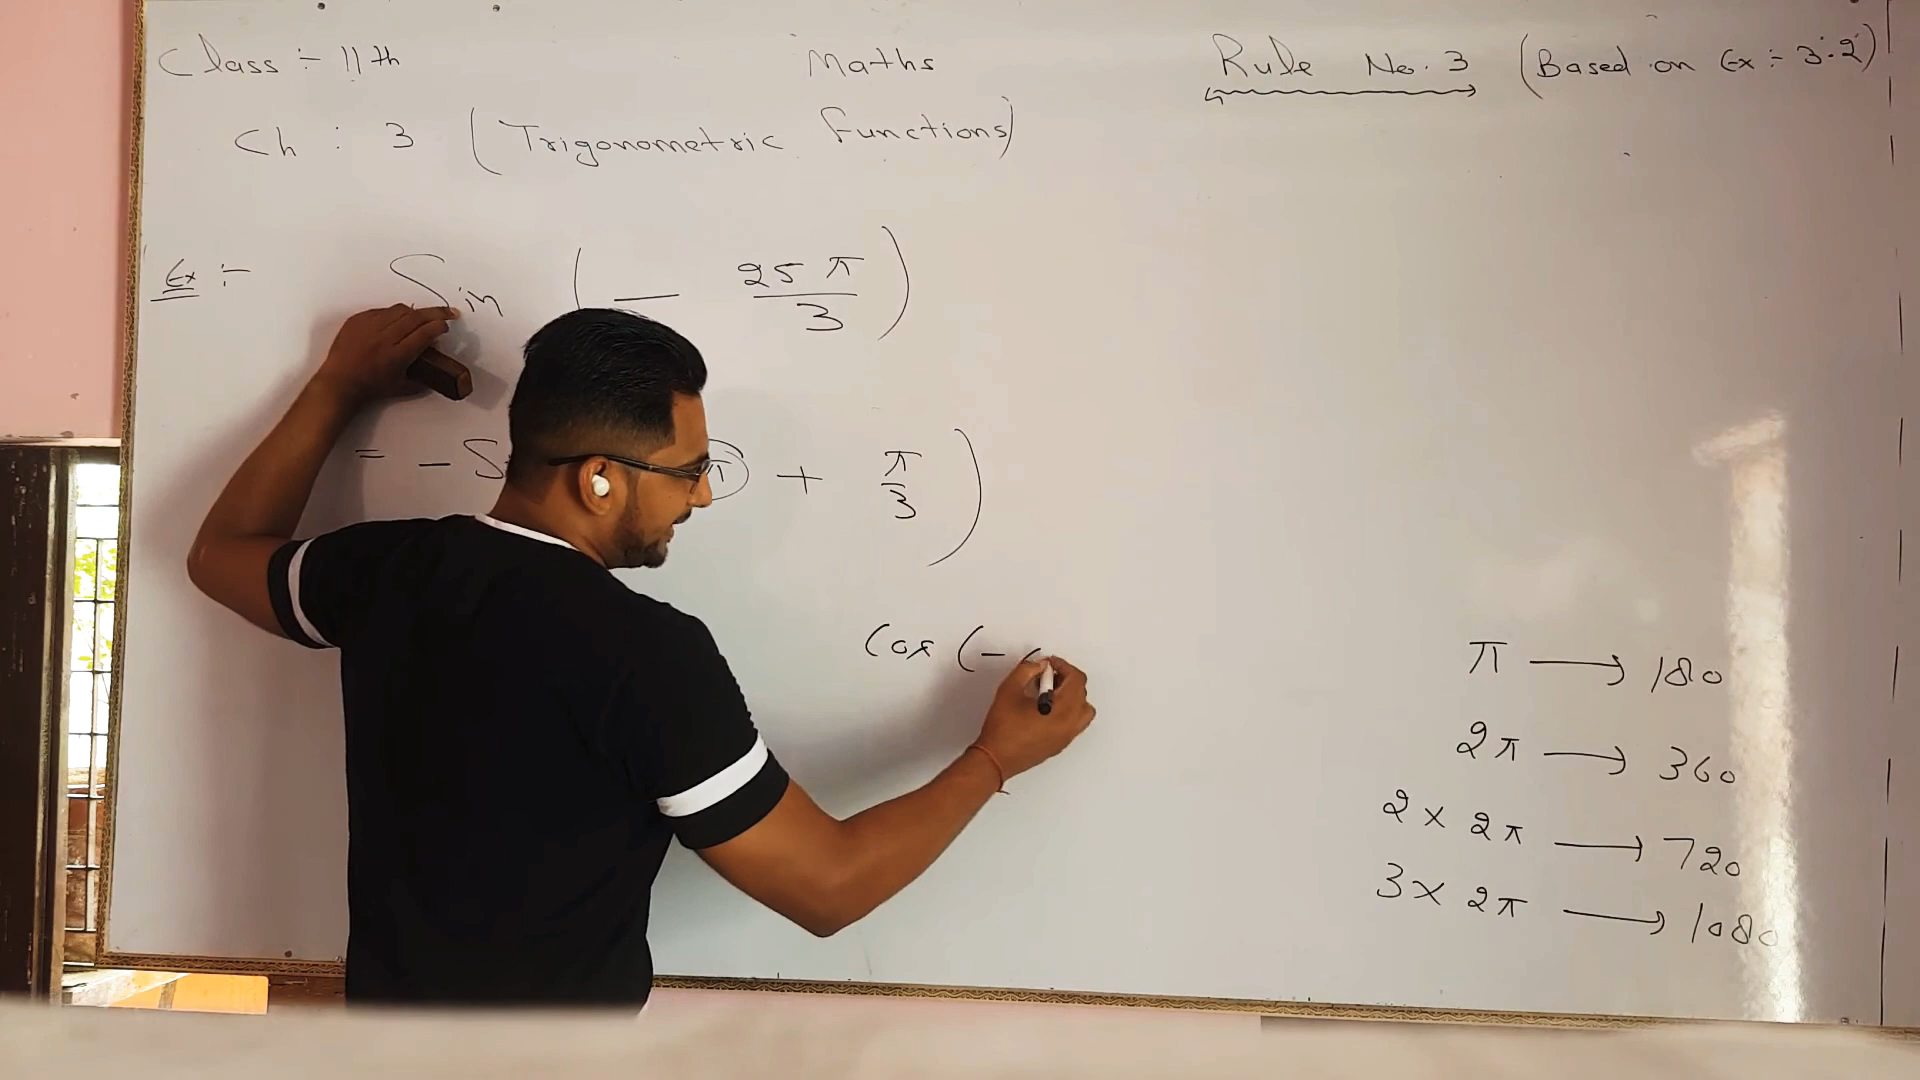 Class :- 11th Maths Rule No. 3 (Based on Ex :- 3.2)
Ch : 3 (Trigonometric Functions)
Ex :- Sin ( — 25 π / 3 )
= - S π + π / 3 )
Cos ( -
π → 180
2π → 360
2 x 2π → 720
3 x 2π → 1080